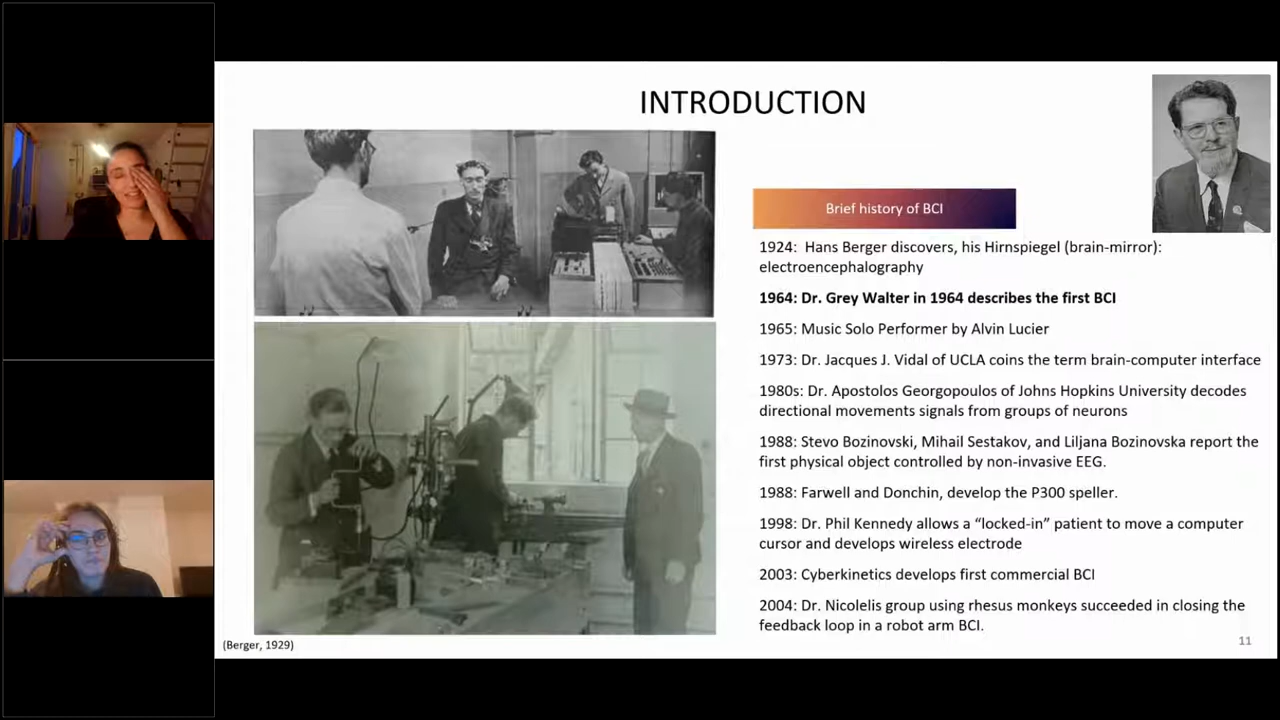 INTRODUCTION
Brief history of BCI
1924:  Hans Berger discovers, his Hirnspiegel (brain-mirror):
electroencephalography
1964: Dr. Grey Walter in 1964 describes the first BCI
1965: Music Solo Performer by Alvin Lucier
1973: Dr. Jacques J. Vidal of UCLA coins the term brain-computer interface
1980s: Dr. Apostolos Georgopoulos of Johns Hopkins University decodes
directional movements signals from groups of neurons
1988: Stevo Bozinovski, Mihail Sestakov, and Liljana Bozinovska report the
first physical object controlled by non-invasive EEG.
1988: Farwell and Donchin, develop the P300 speller.
1998: Dr. Phil Kennedy allows a “locked-in” patient to move a computer
cursor and develops wireless electrode
2003: Cyberkinetics develops first commercial BCI
2004: Dr. Nicolelis group using rhesus monkeys succeeded in closing the
feedback loop in a robot arm BCI.
(Berger, 1929)
11